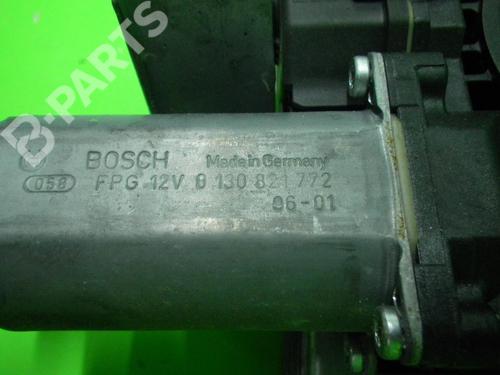 B-PARTS
BOSCH Made in Germany
058 FPG 12V 0 130 821 772
06-01